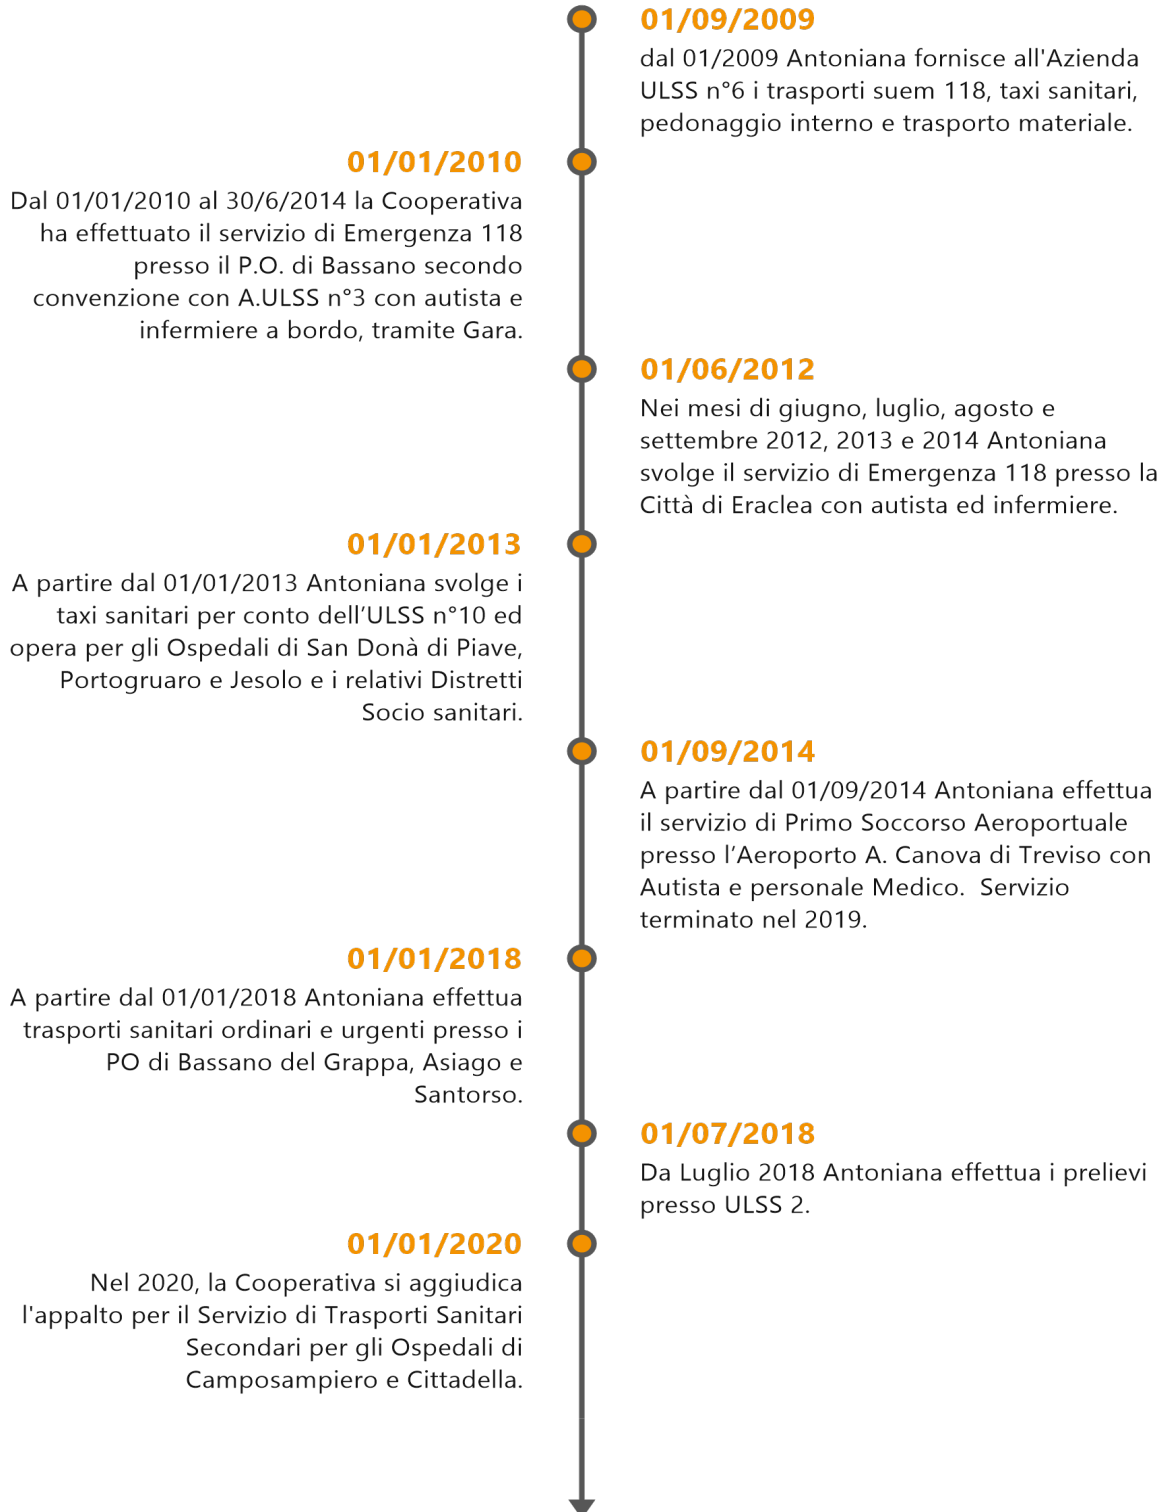 01/09/2009
dal 01/2009 Antoniana fornisce all'Azienda
ULSS n°6 i trasporti suem 118, taxi sanitari,
pedonaggio interno e trasporto materiale.
01/01/2010
Dal 01/01/2010 al 30/6/2014 la Cooperativa
ha effettuato il servizio di Emergenza 118
presso il P.O. di Bassano secondo
convenzione con A.ULSS n°3 con autista e
infermiere a bordo, tramite Gara.
01/06/2012
Nei mesi di giugno, luglio, agosto e
settembre 2012, 2013 e 2014 Antoniana
svolge il servizio di Emergenza 118 presso la
Città di Eraclea con autista ed infermiere.
01/01/2013
A partire dal 01/01/2013 Antoniana svolge i
taxi sanitari per conto dell’ULSS n°10 ed
opera per gli Ospedali di San Donà di Piave,
Portogruaro e Jesolo e i relativi Distretti
Socio sanitari.
01/09/2014
A partire dal 01/09/2014 Antoniana effettua
il servizio di Primo Soccorso Aeroportuale
presso l’Aeroporto A. Canova di Treviso con
Autista e personale Medico.  Servizio
terminato nel 2019.
01/01/2018
A partire dal 01/01/2018 Antoniana effettua
trasporti sanitari ordinari e urgenti presso i
PO di Bassano del Grappa, Asiago e
Santorso.
01/07/2018
Da Luglio 2018 Antoniana effettua i prelievi
presso ULSS 2.
01/01/2020
Nel 2020, la Cooperativa si aggiudica
l'appalto per il Servizio di Trasporti Sanitari
Secondari per gli Ospedali di
Camposampiero e Cittadella.